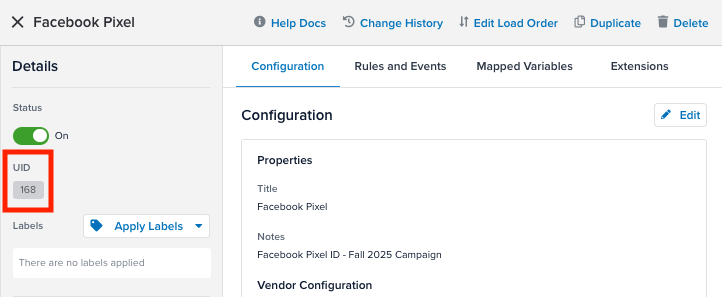 Facebook Pixel
Help Docs
Change History
Edit Load Order
Duplicate
Delete
Details
Status
On
UID
168
Labels
Apply Labels
There are no labels applied
Configuration
Rules and Events
Mapped Variables
Extensions
Configuration
Edit
Properties
Title
Facebook Pixel
Notes
Facebook Pixel ID - Fall 2025 Campaign
Vendor Configuration